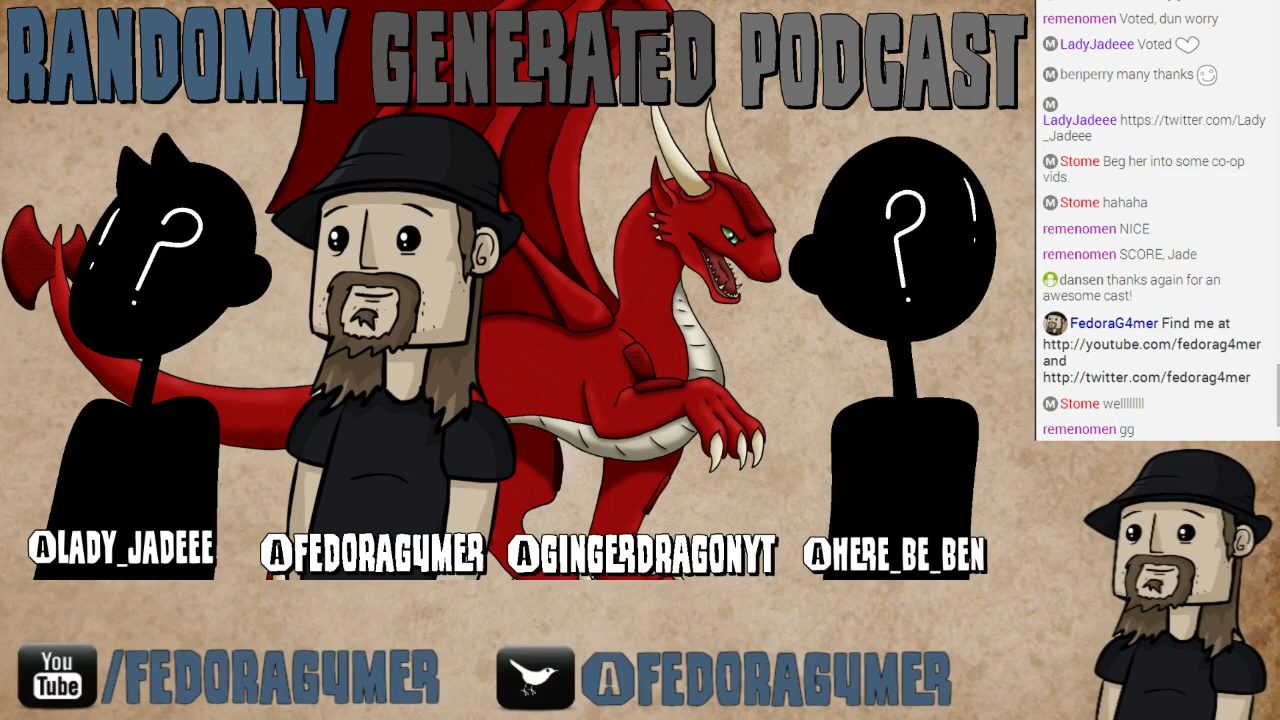 RANDOMLY GENERATED PODCAST
remenomen Voted, dun worry
LadyJadeee Voted
benperry many thanks
LadyJadeee https://twitter.com/Lady
_Jadeee
Stome Beg her into some co-op
vids.
Stome hahaha
remenomen NICE
remenomen SCORE, Jade
dansen thanks again for an
awesome cast!
FedoraG4mer Find me at
http://youtube.com/fedorag4mer
and
http://twitter.com/fedorag4mer
Stome wellllllll
remenomen gg
?
?
@LADY_JADEEE
@FEDORAG4MER
@GINGERDRAGONYT
@HERE_BE_BEN
You
Tube
/FEDORAG4MER
@FEDORAG4MER